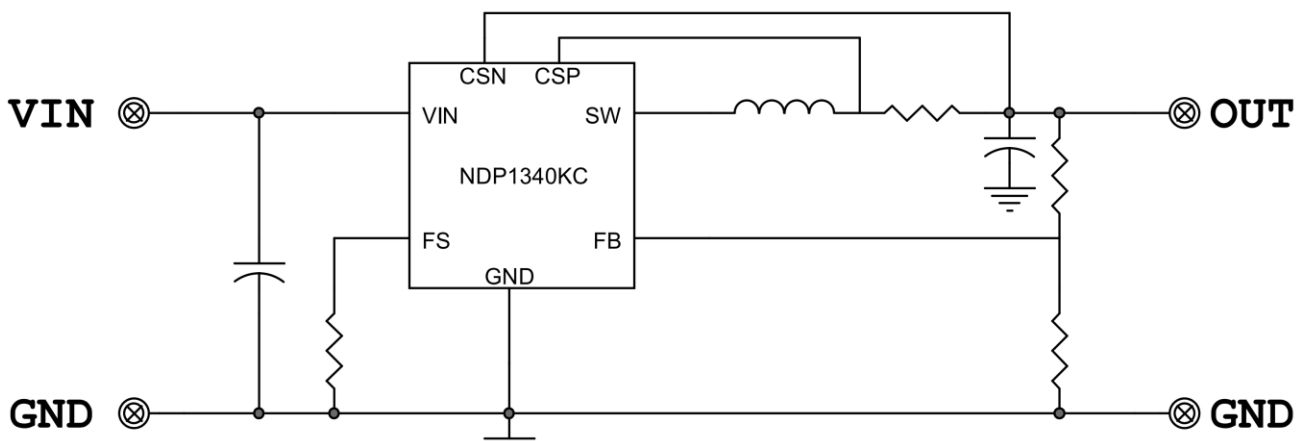 CSN CSP
VIN VIN SW OUT
NDP1340KC
FS FB
GND
GND GND